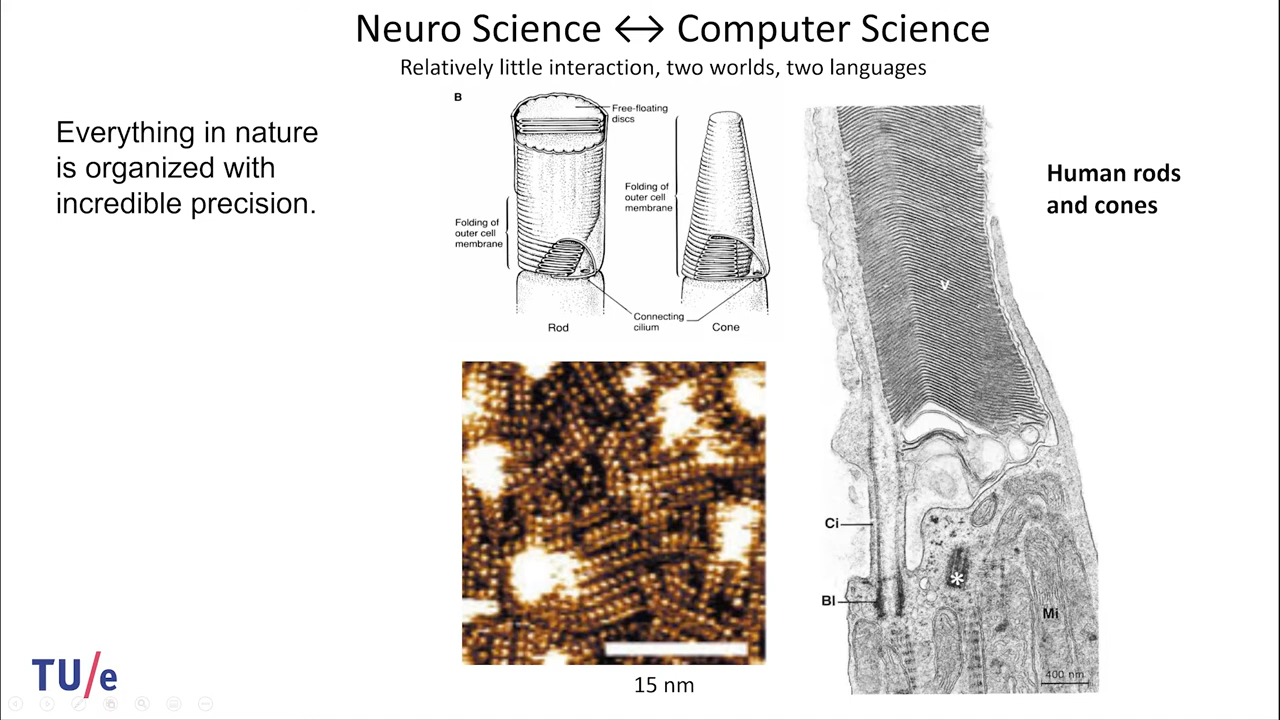 Neuro Science ↔ Computer Science
Relatively little interaction, two worlds, two languages
Everything in nature
is organized with
incredible precision.
B
Free-floating
discs
Folding of
outer cell
membrane
Folding of
outer cell
membrane
Connecting
cilium
Rod
Cone
15 nm
Human rods
and cones
V
Ci
*
Bl
Mi
400 nm
TU/e